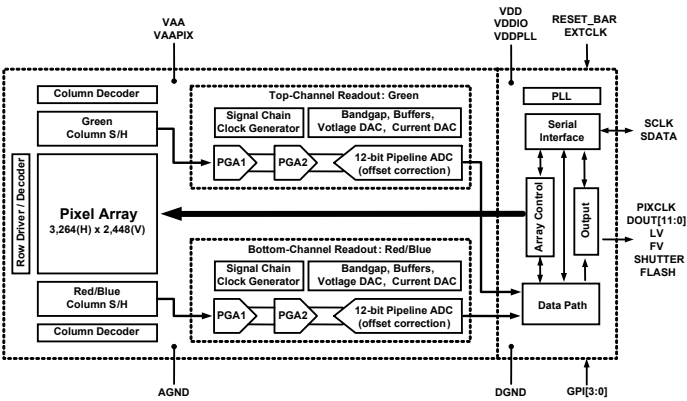 VAA
VAAPIX
VDD
VDDIO
VDDPLL
RESET_BAR
EXTCLK
Column Decoder
Green
Column S/H
Row Driver / Decoder
Pixel Array
3,264(H) x 2,448(V)
Red/Blue
Column S/H
Column Decoder
Top-Channel Readout: Green
Signal Chain
Clock Generator
Bandgap, Buffers,
Votlage DAC, Current DAC
PGA1
PGA2
12-bit Pipeline ADC
(offset correction)
Bottom-Channel Readout: Red/Blue
Signal Chain
Clock Generator
Bandgap, Buffers,
Votlage DAC, Current DAC
PGA1
PGA2
12-bit Pipeline ADC
(offset correction)
PLL
Serial
Interface
Array Control
Output
Data Path
SCLK
SDATA
PIXCLK
DOUT[11:0]
LV
FV
SHUTTER
FLASH
AGND
DGND
GPI[3:0]